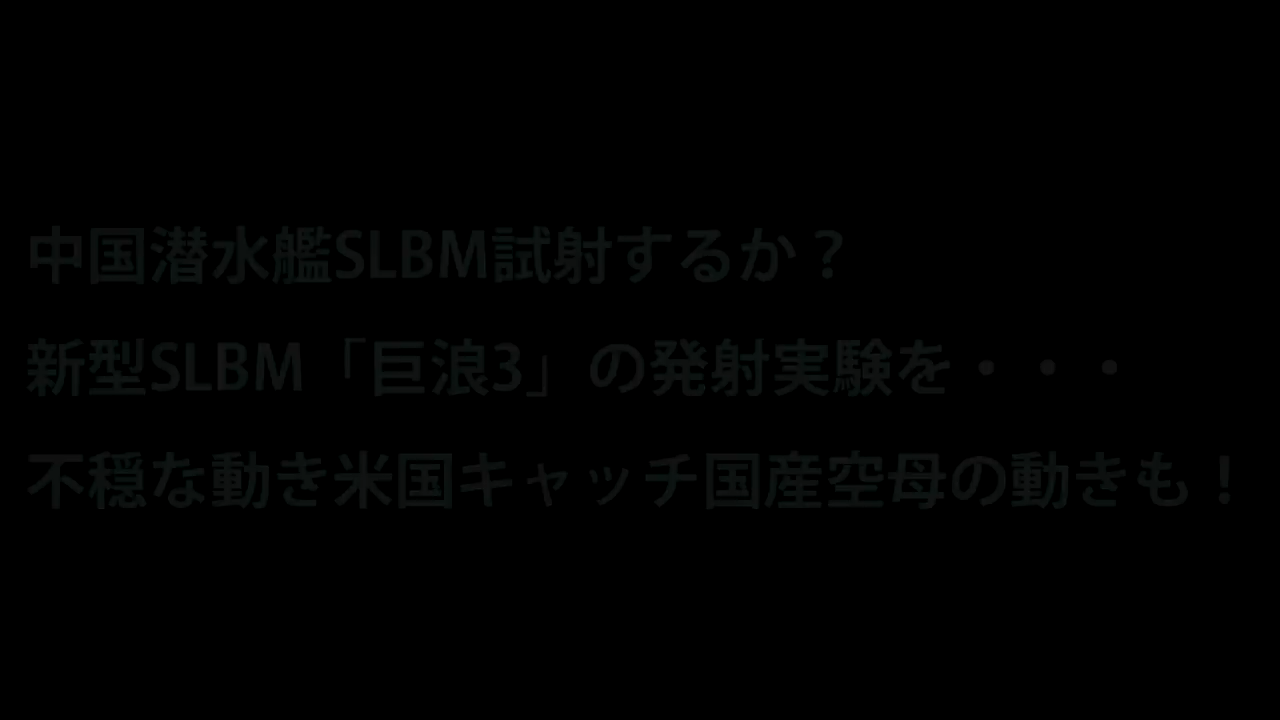 中国潜水艦SLBM試射するか？
新型SLBM「巨浪3」の発射実験を・・・
不穏な動き米国キャッチ国産空母の動きも！